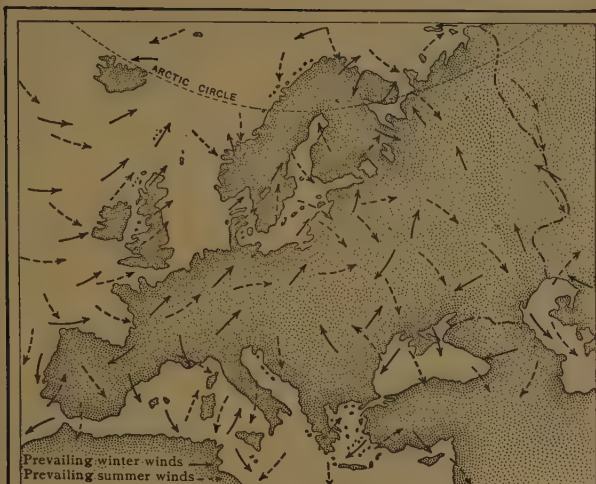 ARCTIC CIRCLE
Prevailing winter winds
Prevailing summer winds